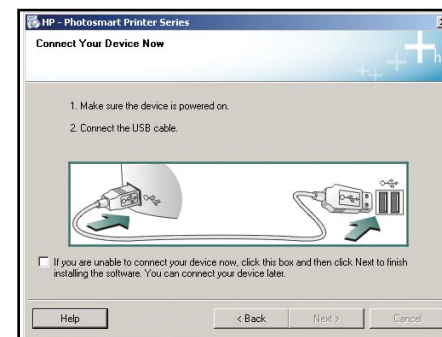 HP - Photosmart Printer Series
Connect Your Device Now
1. Make sure the device is powered on.
2. Connect the USB cable.
If you are unable to connect your device now, click this box and then click Next to finish
installing the software. You can connect your device later.
Help
< Back
Next >
Cancel